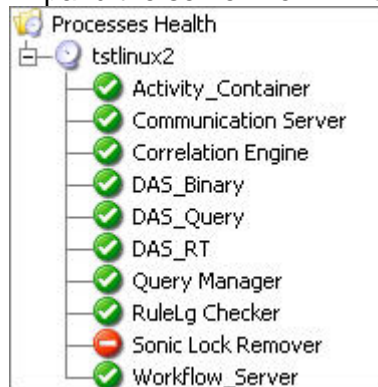 Processes Health
tstlinux2
Activity_Container
Communication Server
Correlation Engine
DAS_Binary
DAS_Query
DAS_RT
Query Manager
RuleLg Checker
Sonic Lock Remover
Workflow_Server